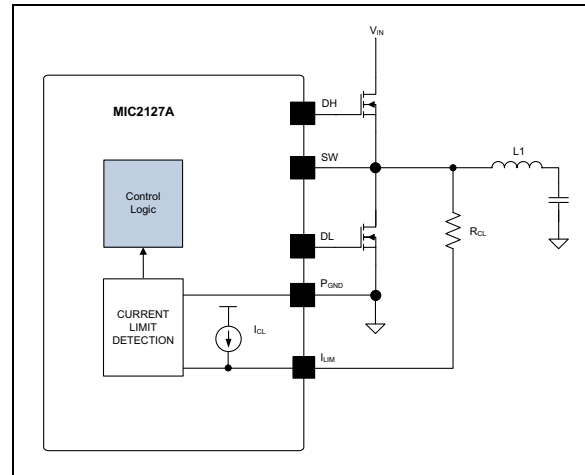 VIN
MIC2127A
DH
SW
L1
Control
Logic
DL
RCL
PGND
CURRENT
LIMIT
DETECTION
ICL
ILIM